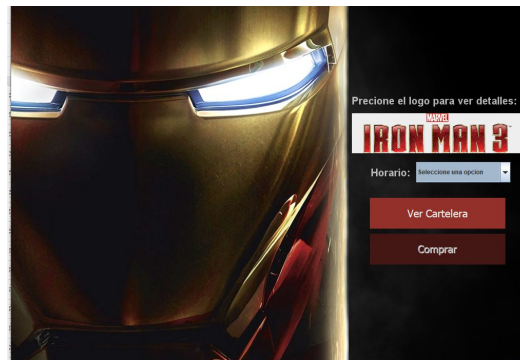 Precione el logo para ver detalles:
MARVEL
IRON MAN 3
Horario: Seleccione una opcion
Ver Cartelera
Comprar